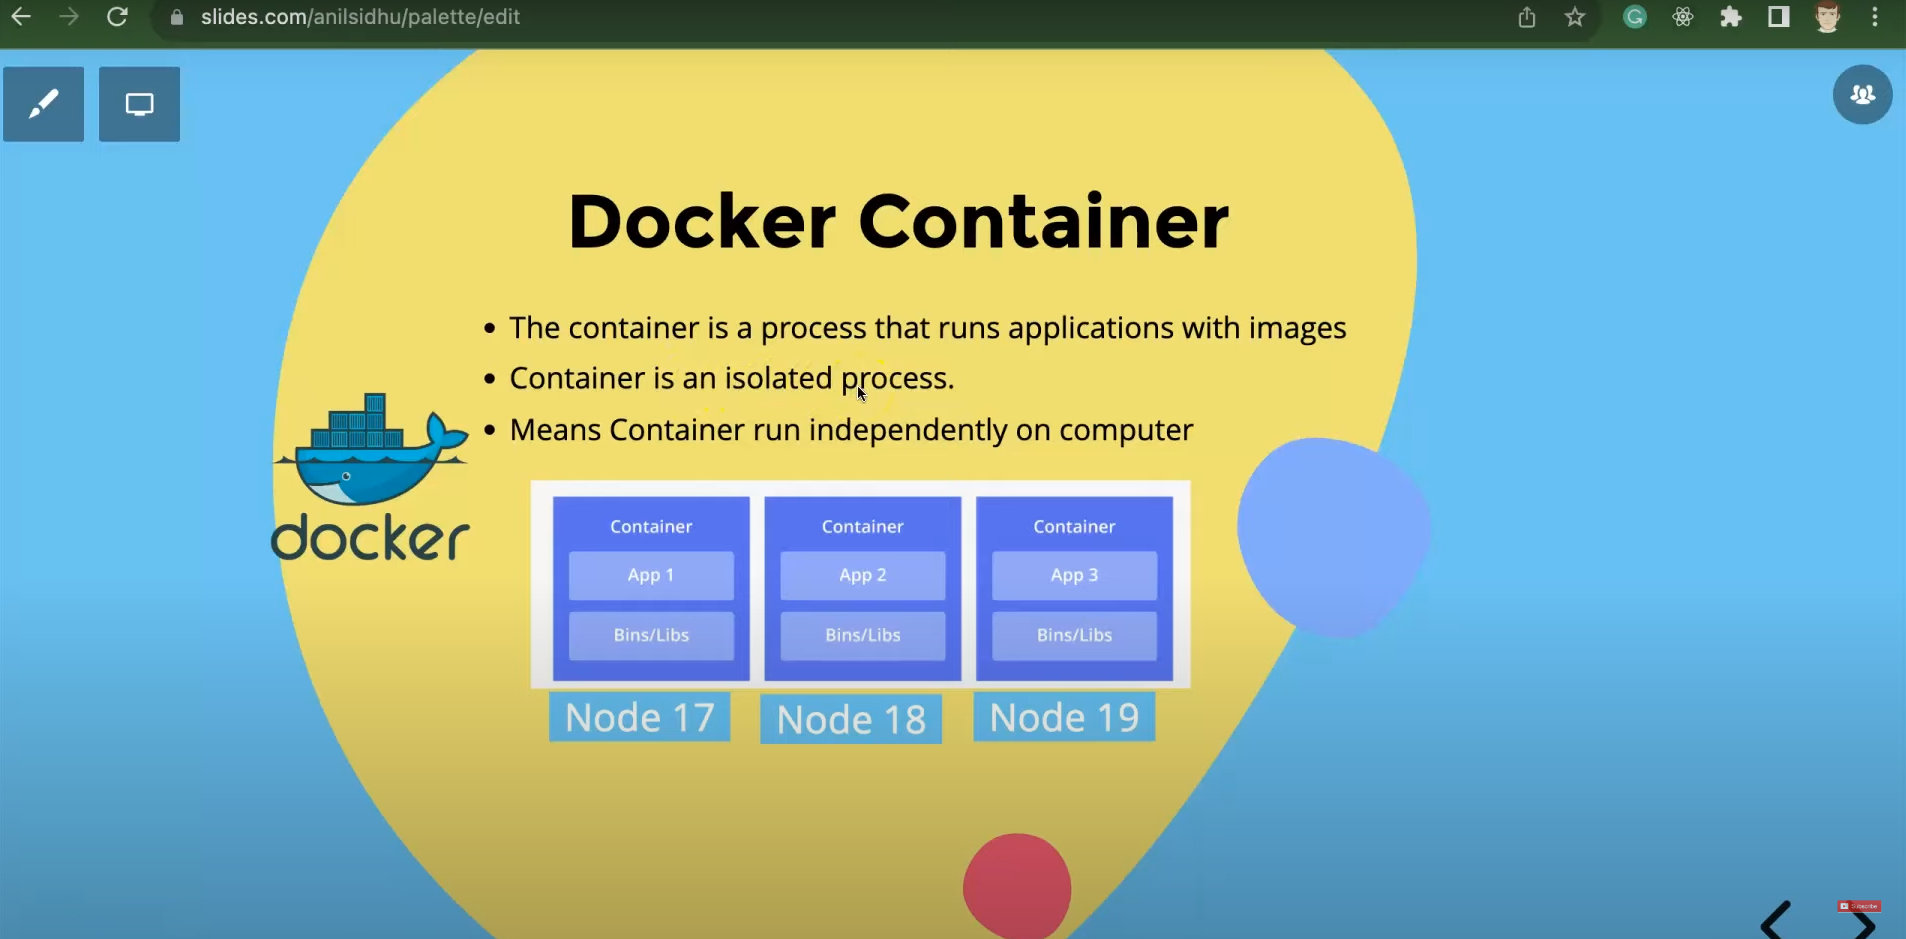 slides.com/anilsidhu/palette/edit
Docker Container
The container is a process that runs applications with images
Container is an isolated process.
Means Container run independently on computer
docker
Container Container Container
App 1 App 2 App 3
Bins/Libs Bins/Libs Bins/Libs
Node 17 Node 18 Node 19
Subscribe